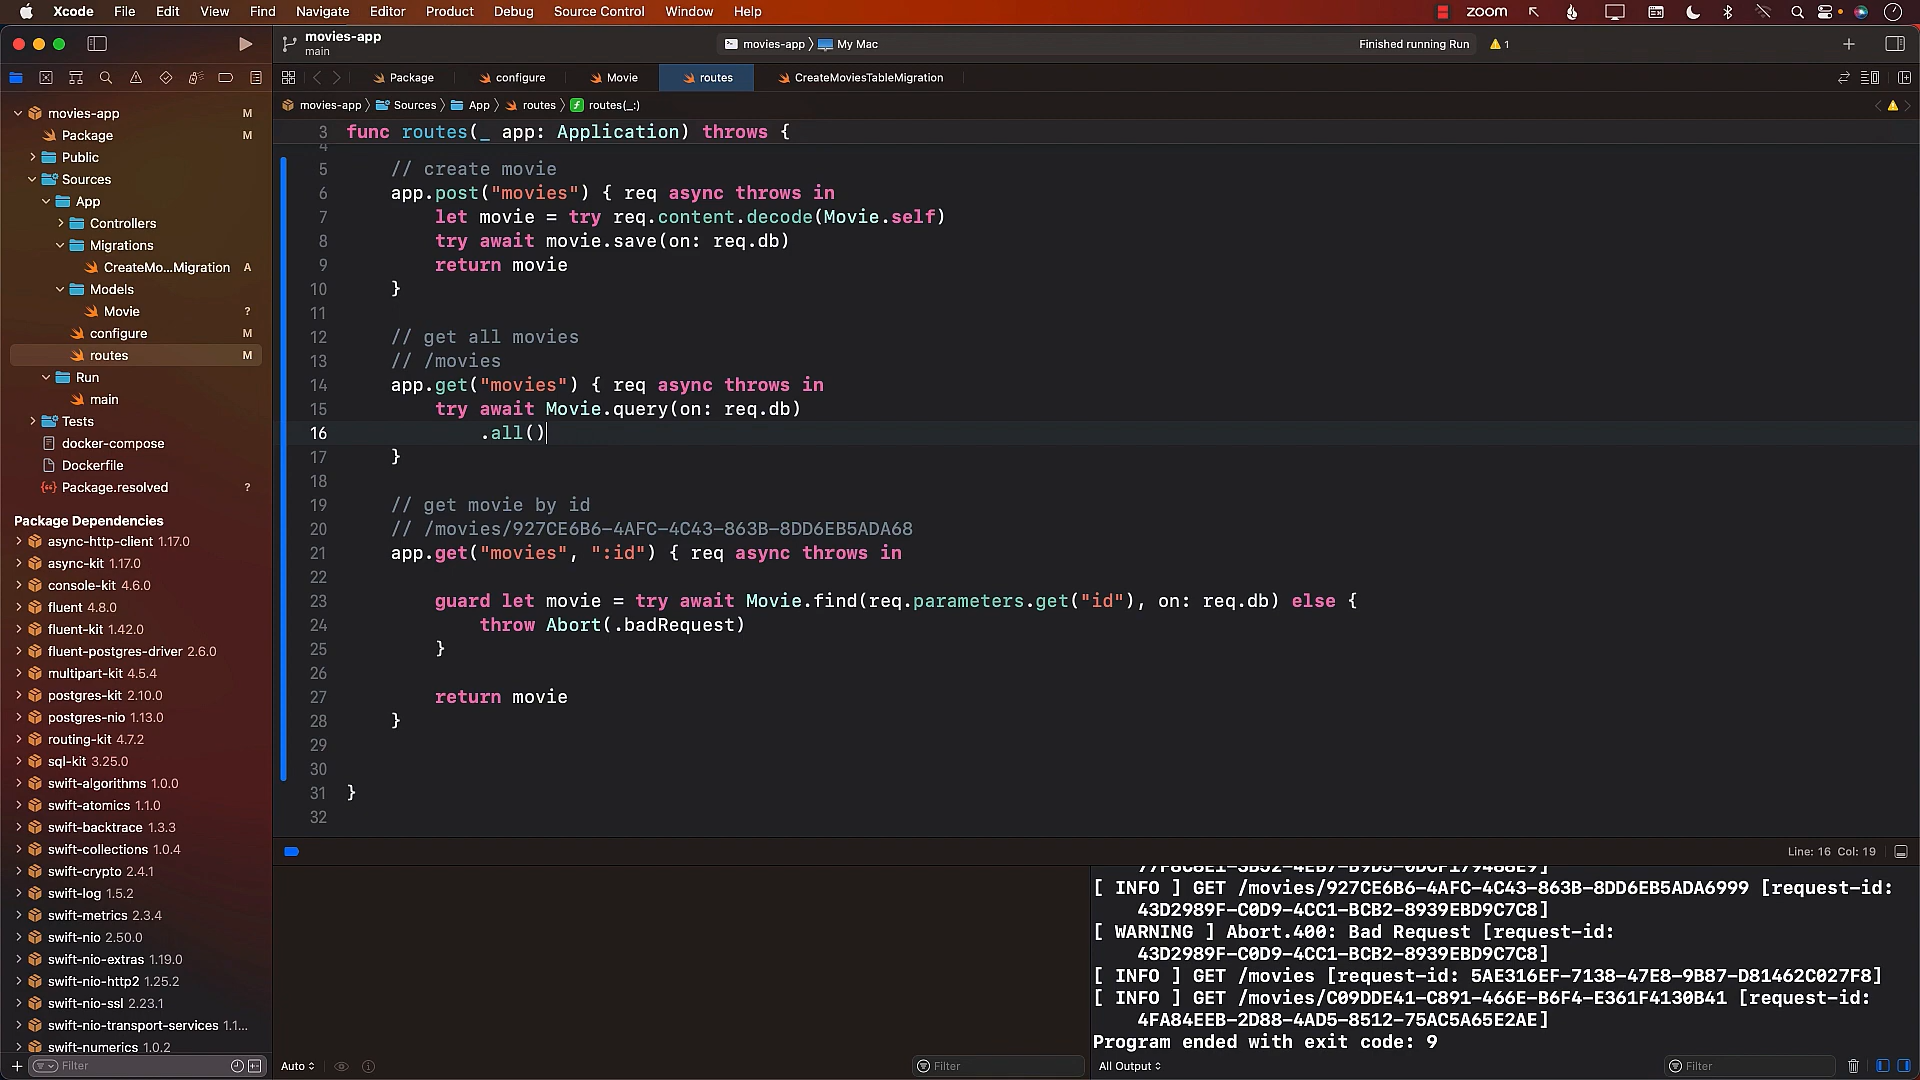 Xcode File Edit View Find Navigate Editor Product Debug Source Control Window Help zoom
movies-app
main
movies-app My Mac Finished running Run 1
Package configure Movie routes CreateMoviesTableMigration
movies-app Sources App routes routes(_:)
movies-app M
Package M
Public
Sources
App
Controllers
Migrations
CreateMo...Migration A
Models
Movie ?
configure M
routes M
Run
main
Tests
docker-compose
Dockerfile
Package.resolved ?
Package Dependencies
async-http-client 1.17.0
async-kit 1.17.0
console-kit 4.6.0
fluent 4.8.0
fluent-kit 1.42.0
fluent-postgres-driver 2.6.0
multipart-kit 4.5.4
postgres-kit 2.10.0
postgres-nio 1.13.0
routing-kit 4.7.2
sql-kit 3.25.0
swift-algorithms 1.0.0
swift-atomics 1.1.0
swift-backtrace 1.3.3
swift-collections 1.0.4
swift-crypto 2.4.1
swift-log 1.5.2
swift-metrics 2.3.4
swift-nio 2.50.0
swift-nio-extras 1.19.0
swift-nio-http2 1.25.2
swift-nio-ssl 2.23.1
swift-nio-transport-services 1.1...
swift-numerics 1.0.2
Filter
3 func routes(_ app: Application) throws {
4
5 // create movie
6 app.post("movies") { req async throws in
7 let movie = try req.content.decode(Movie.self)
8 try await movie.save(on: req.db)
9 return movie
10 }
11
12 // get all movies
13 // /movies
14 app.get("movies") { req async throws in
15 try await Movie.query(on: req.db)
16 .all()
17 }
18
19 // get movie by id
20 // /movies/927CE6B6-4AFC-4C43-863B-8DD6EB5ADA68
21 app.get("movies", ":id") { req async throws in
22
23 guard let movie = try await Movie.find(req.parameters.get("id"), on: req.db) else {
24 throw Abort(.badRequest)
25 }
26
27 return movie
28 }
29
30
31 }
32
Line: 16 Col: 19
[ INFO ] GET /movies/927CE6B6-4AFC-4C43-863B-8DD6EB5ADA6999 [request-id:
43D2989F-C0D9-4CC1-BCB2-8939EBD9C7C8]
[ WARNING ] Abort.400: Bad Request [request-id:
43D2989F-C0D9-4CC1-BCB2-8939EBD9C7C8]
[ INFO ] GET /movies [request-id: 5AE316EF-7138-47E8-9B87-D81462C027F8]
[ INFO ] GET /movies/C09DDE41-C891-466E-B6F4-E361F4130B41 [request-id:
4FA84EEB-2D88-4AD5-8512-75AC5A65E2AE]
Program ended with exit code: 9
Auto Filter All Output Filter